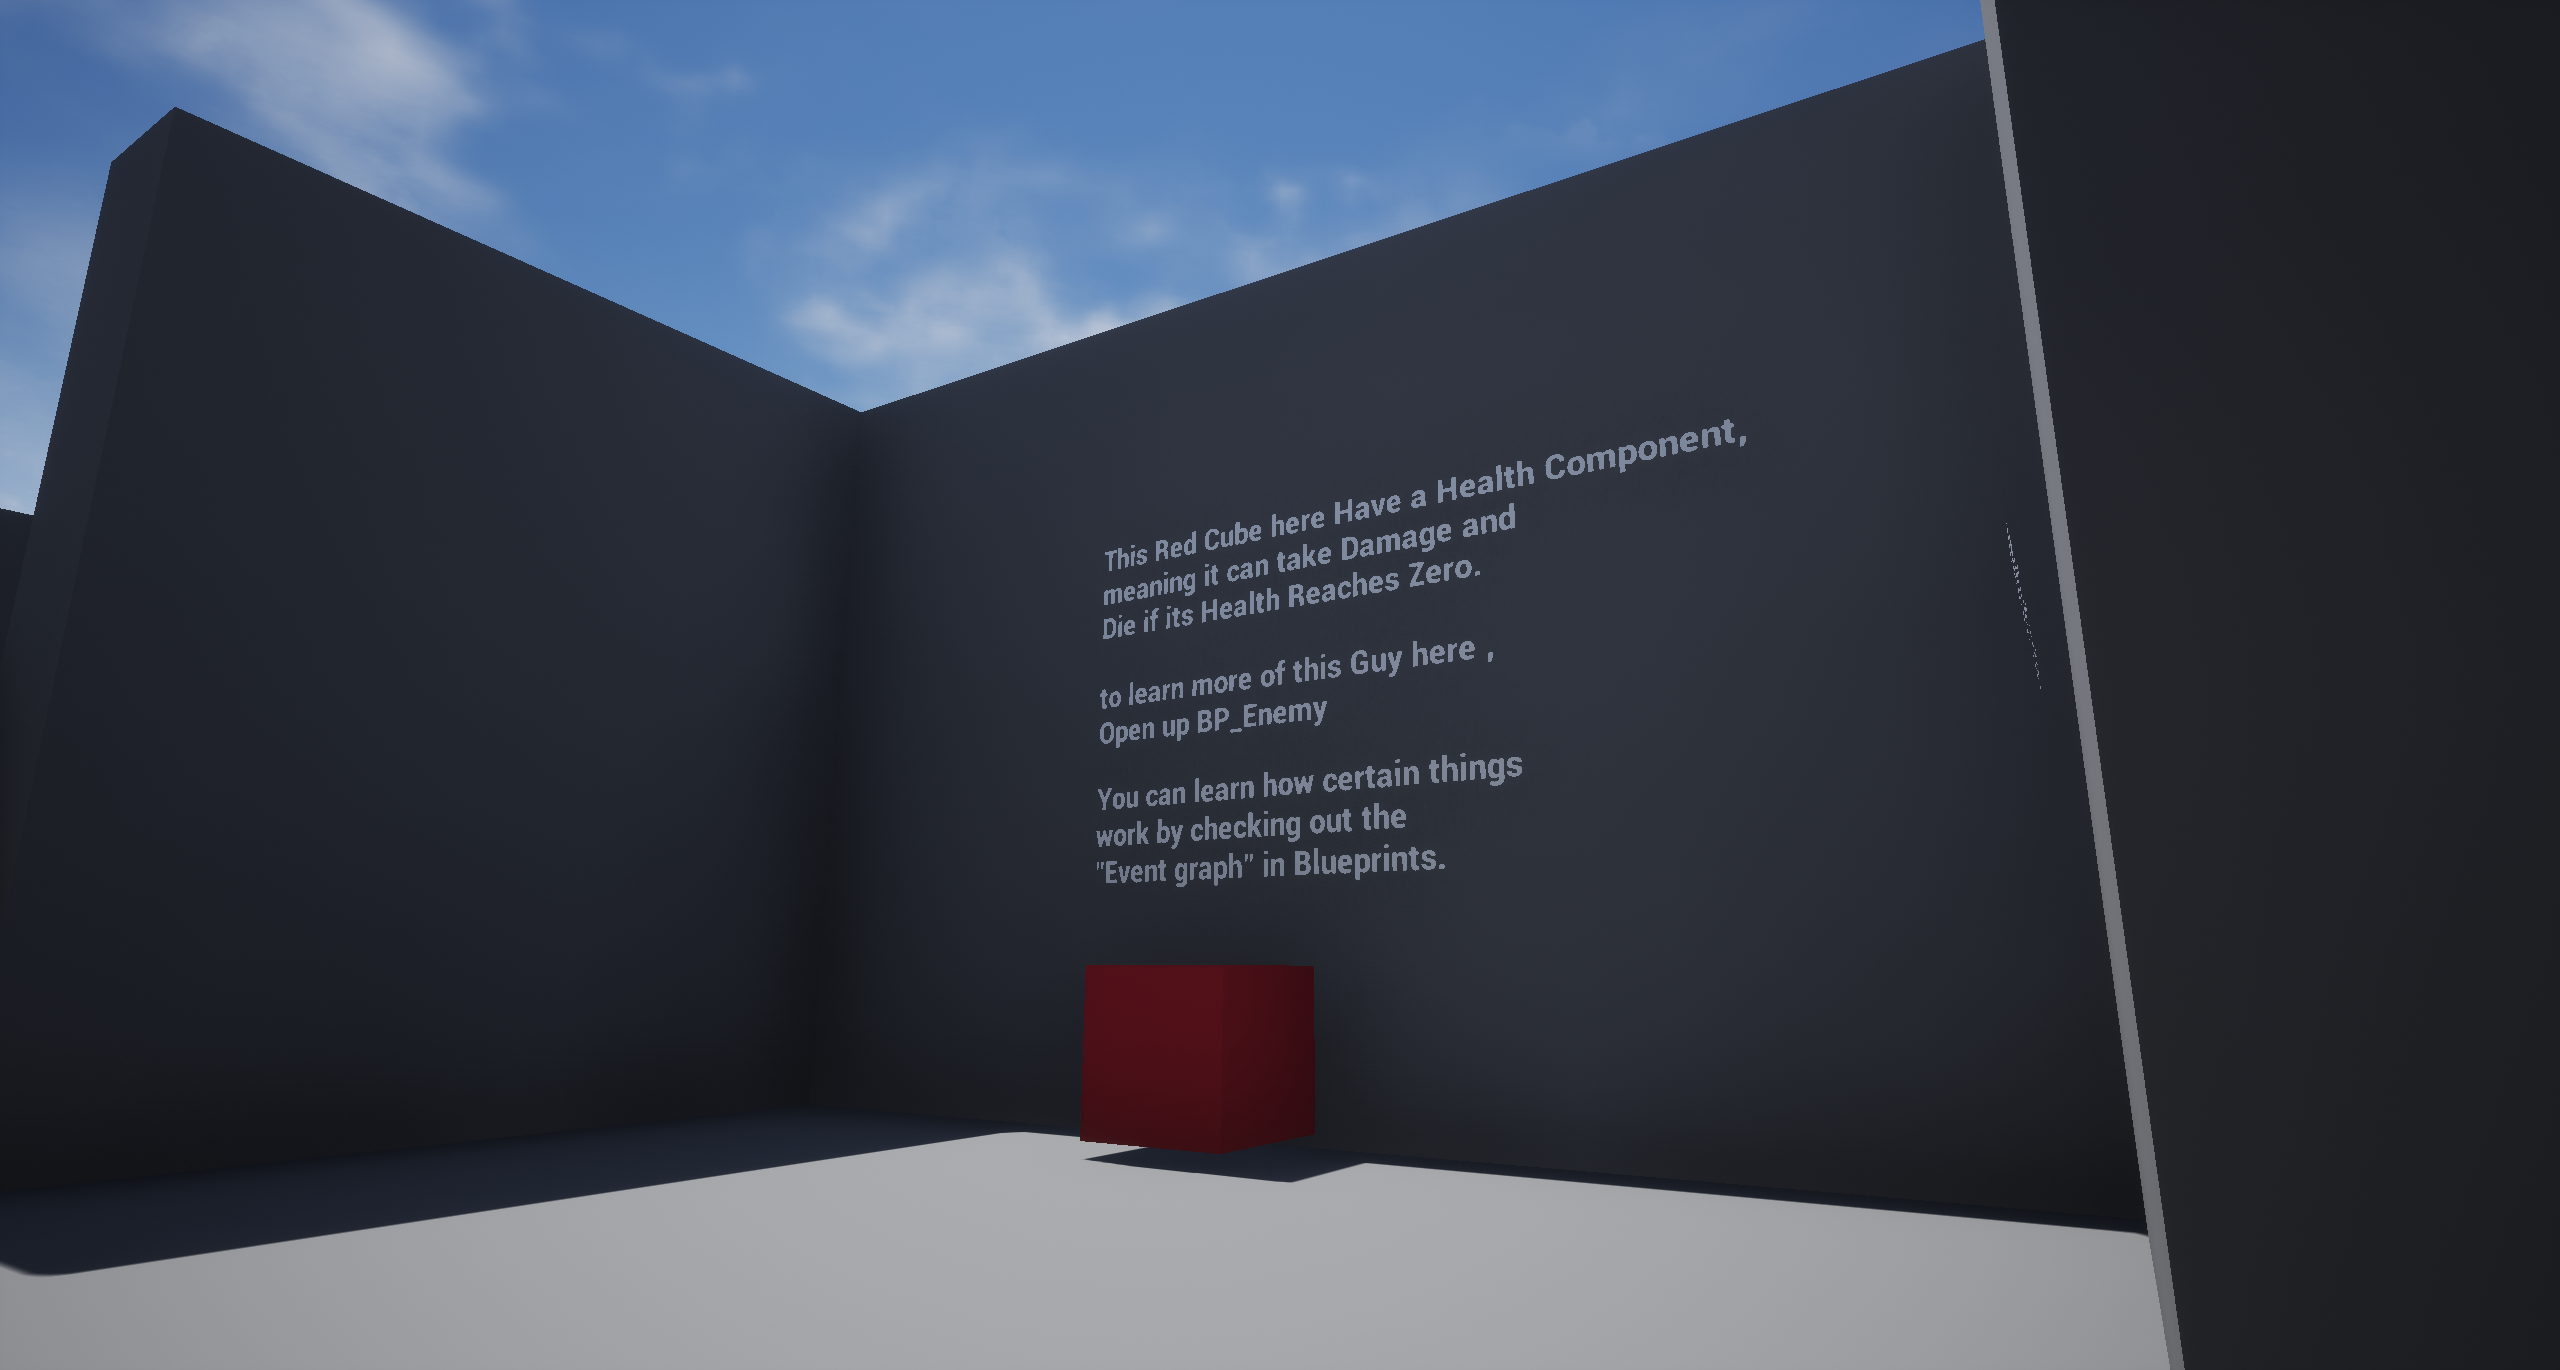 This Red Cube here Have a Health Component,
meaning it can take Damage and
Die if its Health Reaches Zero.
to learn more of this Guy here ,
Open up BP_Enemy
You can learn how certain things
work by checking out the
"Event graph" in Blueprints.